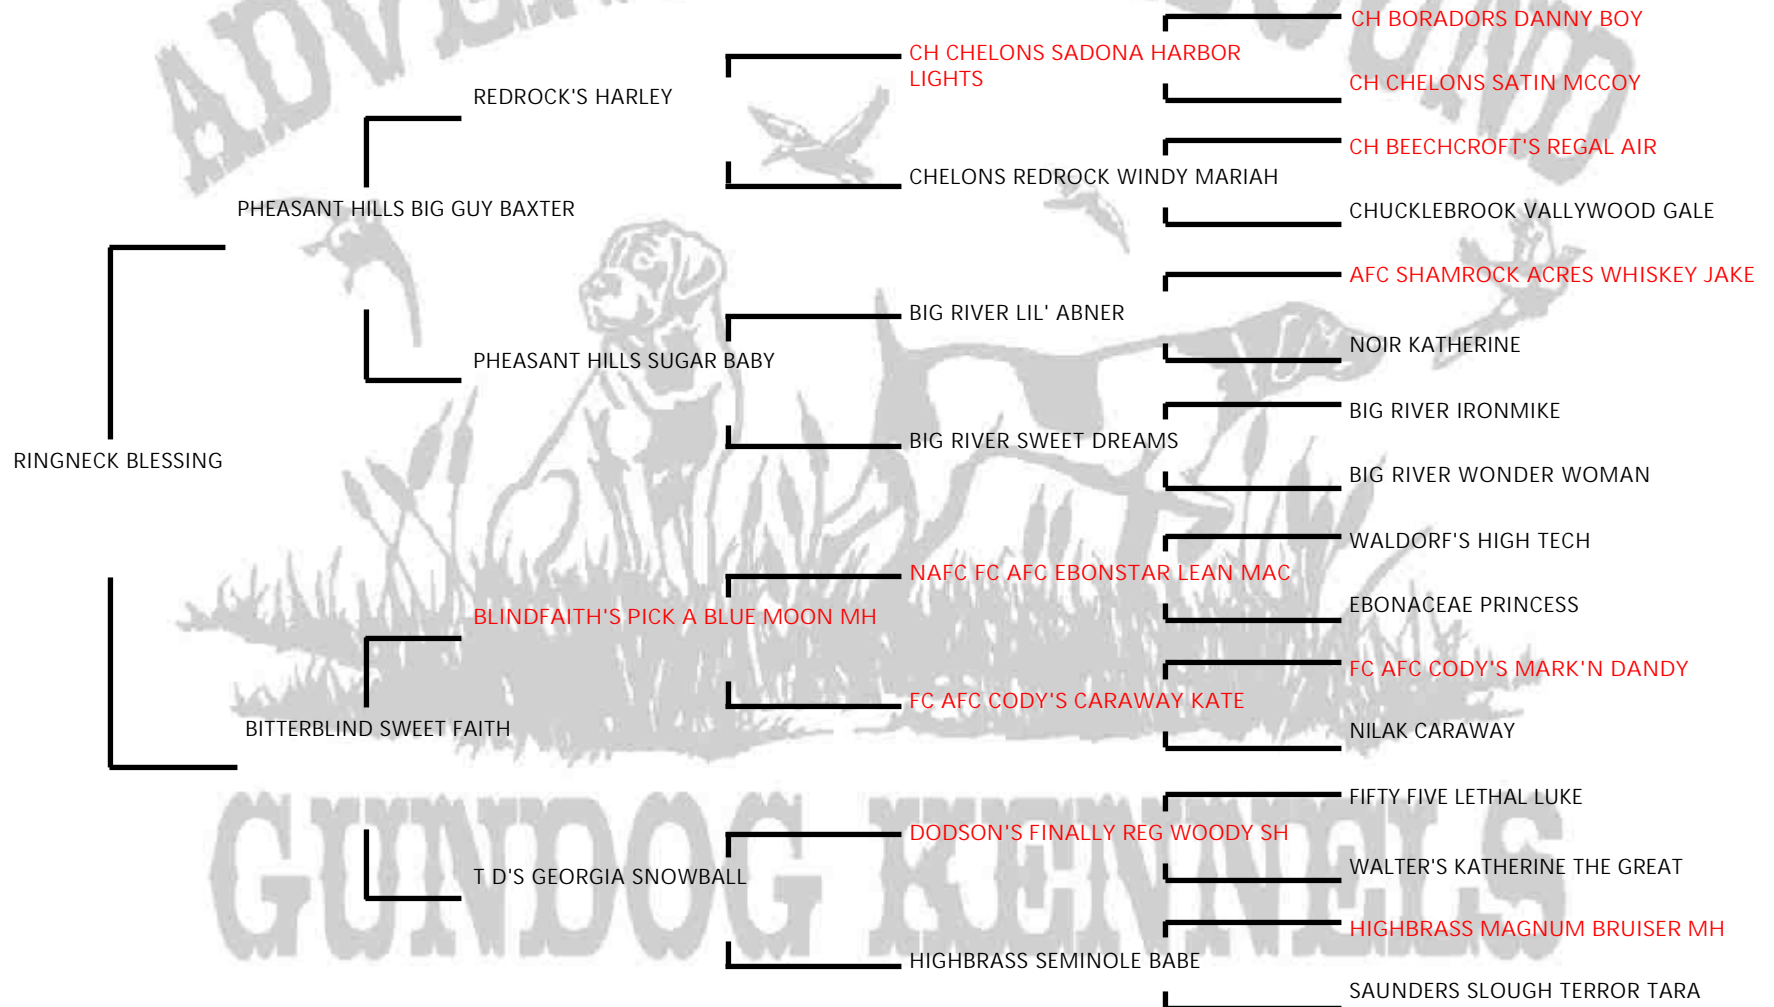 ADVEN
OUND
CH BORADORS DANNY BOY
CH CHELONS SADONA HARBOR
LIGHTS
CH CHELONS SATIN MCCOY
REDROCK'S HARLEY
CH BEECHCROFT'S REGAL AIR
CHELONS REDROCK WINDY MARIAH
PHEASANT HILLS BIG GUY BAXTER
CHUCKLEBROOK VALLYWOOD GALE
AFC SHAMROCK ACRES WHISKEY JAKE
BIG RIVER LIL' ABNER
NOIR KATHERINE
PHEASANT HILLS SUGAR BABY
BIG RIVER IRONMIKE
BIG RIVER SWEET DREAMS
RINGNECK BLESSING
BIG RIVER WONDER WOMAN
WALDORF'S HIGH TECH
NAFC FC AFC EBONSTAR LEAN MAC
EBONACEAE PRINCESS
BLINDFAITH'S PICK A BLUE MOON MH
FC AFC CODY'S MARK'N DANDY
FC AFC CODY'S CARAWAY KATE
BITTERBLIND SWEET FAITH
NILAK CARAWAY
FIFTY FIVE LETHAL LUKE
DODSON'S FINALLY REG WOODY SH
WALTER'S KATHERINE THE GREAT
T D'S GEORGIA SNOWBALL
GUNDOG KENNELS
HIGHBRASS MAGNUM BRUISER MH
HIGHBRASS SEMINOLE BABE
SAUNDERS SLOUGH TERROR TARA